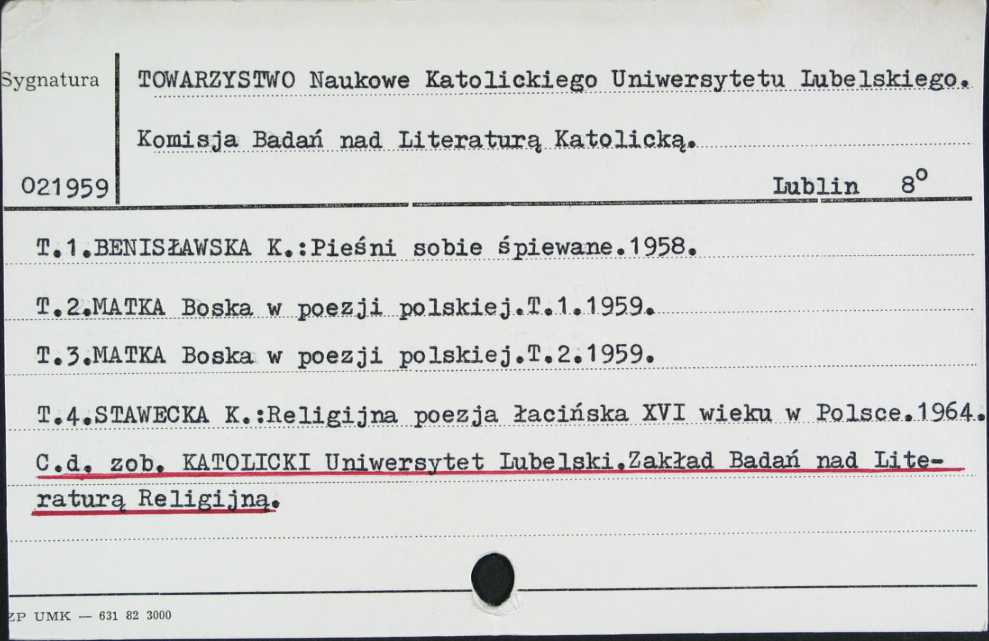 Sygnatura
TOWARZYSTWO Naukowe Katolickiego Uniwersytetu Lubelskiego.
Komisja Badań nad Literaturą Katolicką.
021959
Lublin 8º
T.1.BENISŁAWSKA K.:Pieśni sobie śpiewane.1958.
T.2.MATKA Boska w poezji polskiej.T.1.1959.
T.3.MATKA Boska w poezji polskiej.T.2.1959.
T.4.STAWECKA K.:Religijna poezja łacińska XVI wieku w Polsce.1964.
C.d. zob. KATOLICKI Uniwersytet Lubelski.Zakład Badań nad Lite-
raturą Religijną.
ZP UMK — 631 82 3000